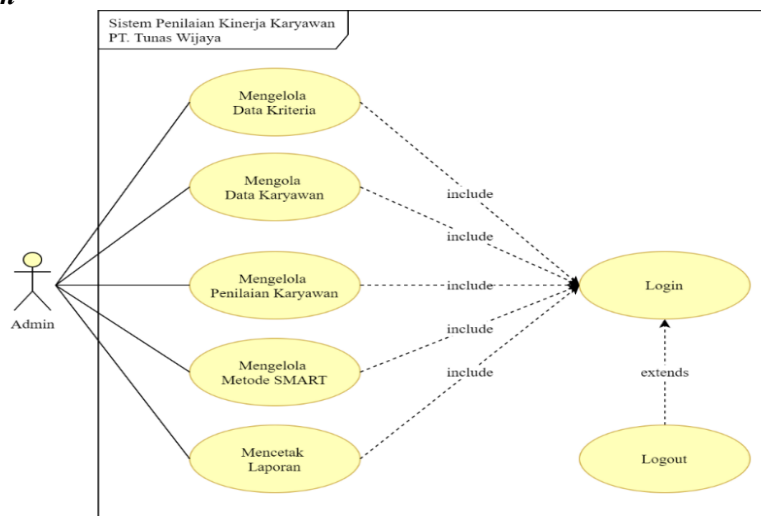 n
Sistem Penilaian Kinerja Karyawan
PT. Tunas Wijaya
Mengelola
Data Kriteria
include
Mengola
Data Karyawan
include
Admin
Mengelola
Penilaian Karyawan
include
Login
Mengelola
Metode SMART
include
extends
include
Mencetak
Laporan
Logout